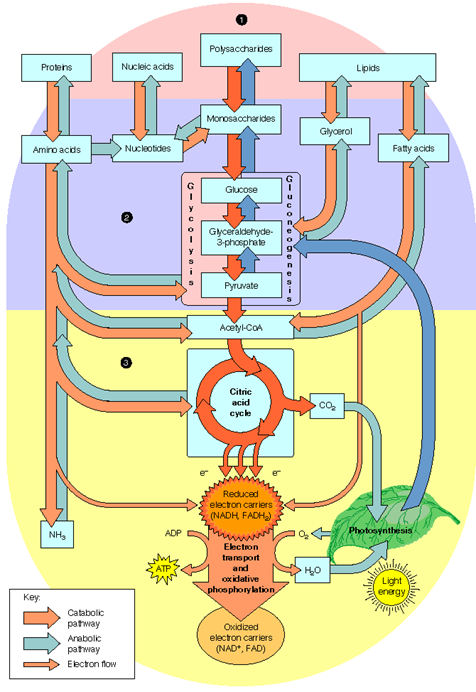 1
Polysaccharides
Proteins
Nucleic acids
Lipids
Monosaccharides
Glycerol
Amino acids
Nucleotides
Fatty acids
Glycolysis
Gluconeogenesis
Glucose
2
Glyceraldehyde-
3-phosphate
Pyruvate
Acetyl-CoA
3
Citric
acid
cycle
CO2
e–
e–
Reduced
electron carriers
(NADH, FADH2)
NH3
ADP
O2
Photosynthesis
Electron
transport
and
oxidative
phosphorylation
ATP
H2O
Light
energy
Key:
Catabolic
pathway
Anabolic
pathway
Electron flow
Oxidized
electron carriers
(NAD+, FAD)